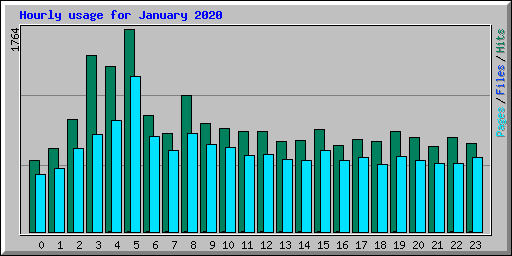 Hourly usage for January 2020
1764
Pages / Files / Hits
0 1 2 3 4 5 6 7 8 9 10 11 12 13 14 15 16 17 18 19 20 21 22 23